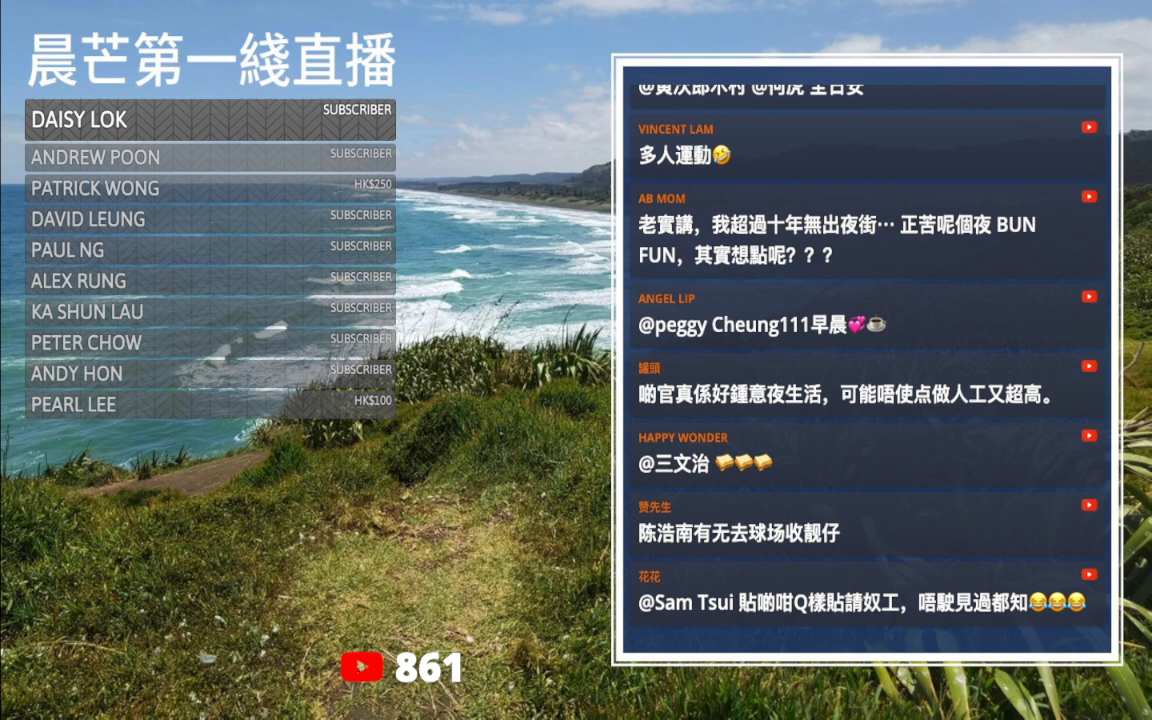 晨芒第一綫直播
DAISY LOK SUBSCRIBER
ANDREW POON SUBSCRIBER
PATRICK WONG HK$250
DAVID LEUNG SUBSCRIBER
PAUL NG SUBSCRIBER
ALEX RUNG SUBSCRIBER
KA SHUN LAU SUBSCRIBER
PETER CHOW SUBSCRIBER
ANDY HON SUBSCRIBER
PEARL LEE HK$100
861
VINCENT LAM
多人運動🤣
AB MOM
老實講，我超過十年無出夜街… 正苦呢個夜 BUN
FUN，其實想點呢？？？
ANGEL LIP
@peggy Cheung111早晨💞☕
罐頭
啲官真係好鍾意夜生活，可能唔使点做人工又超高。
HAPPY WONDER
@三文治 🧈🧈🧈
赞先生
陈浩南有无去球场收靓仔
花花
@Sam Tsui 貼啲咁Q樣貼請奴工，唔駛見過都知😂😂😂